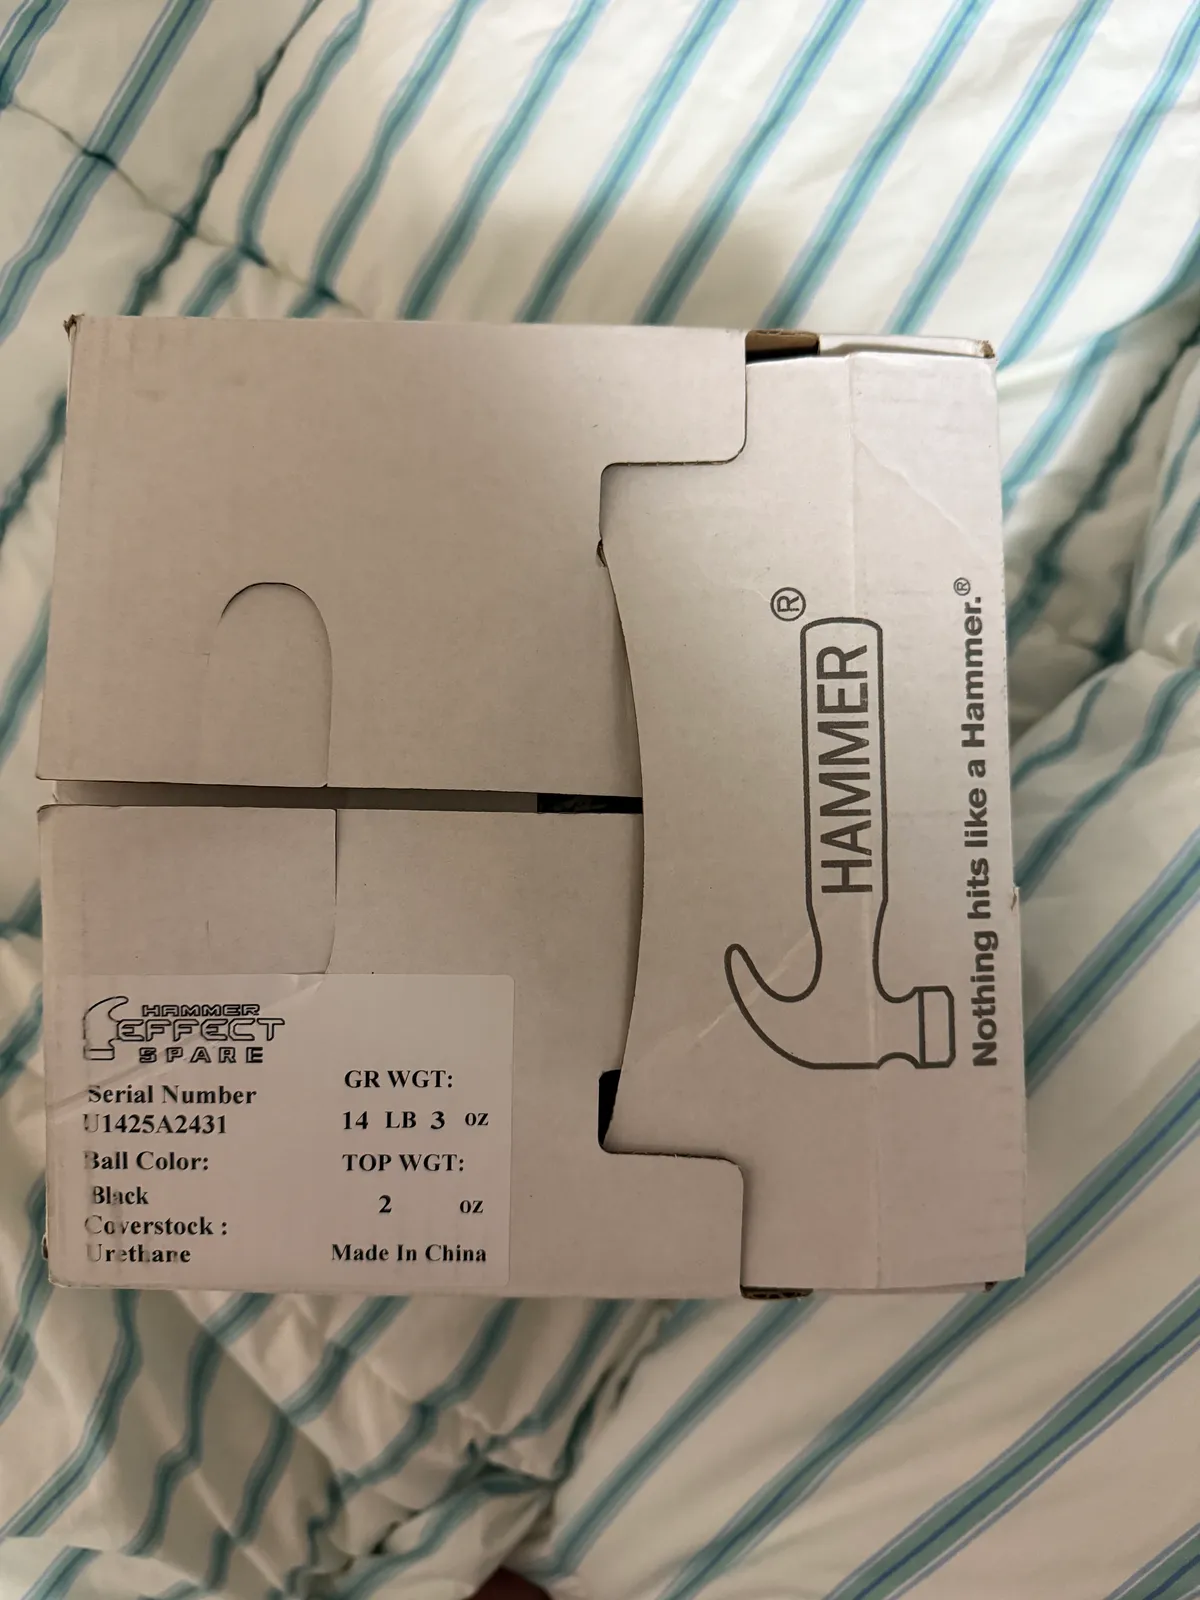 HAMMER®
Nothing hits like a Hammer.®
HAMMER
EFFECT
SPARE
Serial Number
U1425A2431
Ball Color:
Black
Coverstock :
Urethane
GR WGT:
14 LB 3 oz
TOP WGT:
2 oz
Made In China